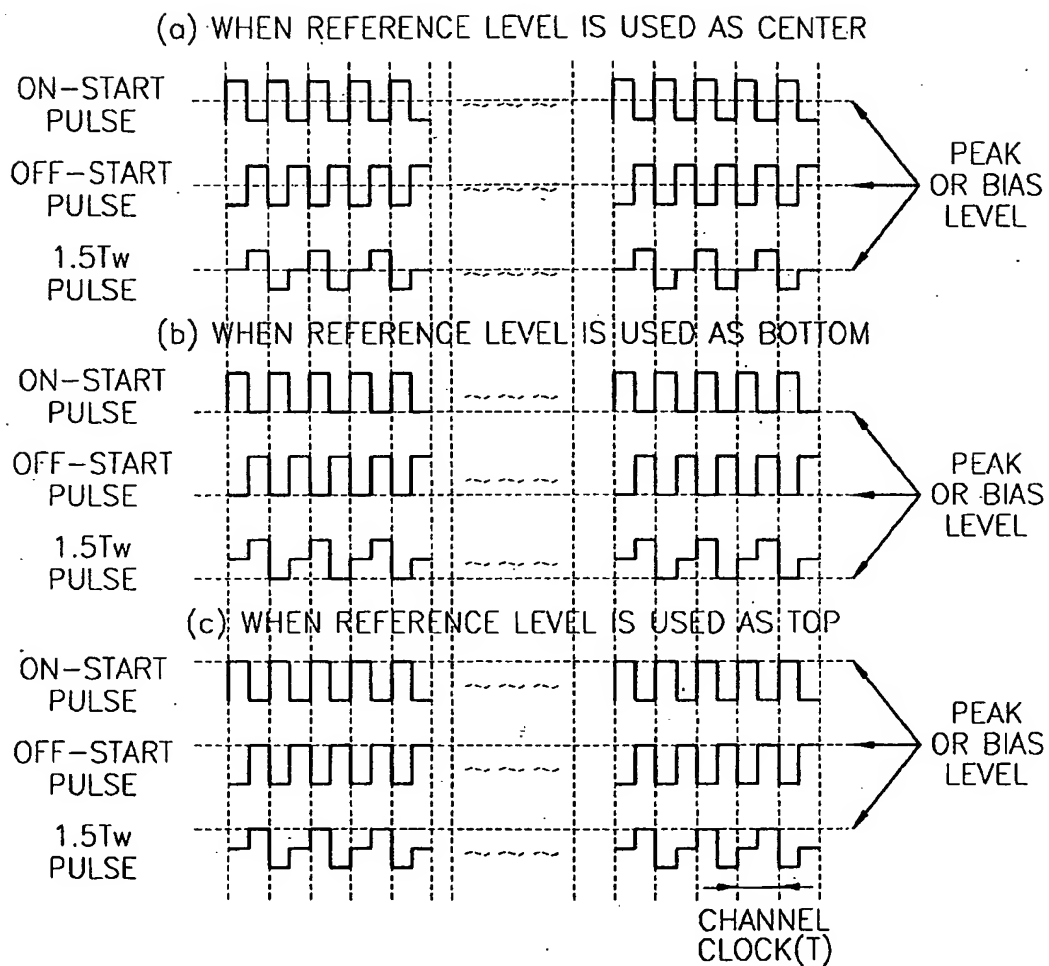 (a) WHEN REFERENCE LEVEL IS USED AS CENTER
ON-START
PULSE
OFF-START
PULSE
1.5Tw
PULSE
PEAK
OR BIAS
LEVEL
(b) WHEN REFERENCE LEVEL IS USED AS BOTTOM
ON-START
PULSE
OFF-START
PULSE
1.5Tw
PULSE
PEAK
OR BIAS
LEVEL
(c) WHEN REFERENCE LEVEL IS USED AS TOP
ON-START
PULSE
OFF-START
PULSE
1.5Tw
PULSE
PEAK
OR BIAS
LEVEL
CHANNEL
CLOCK(T)